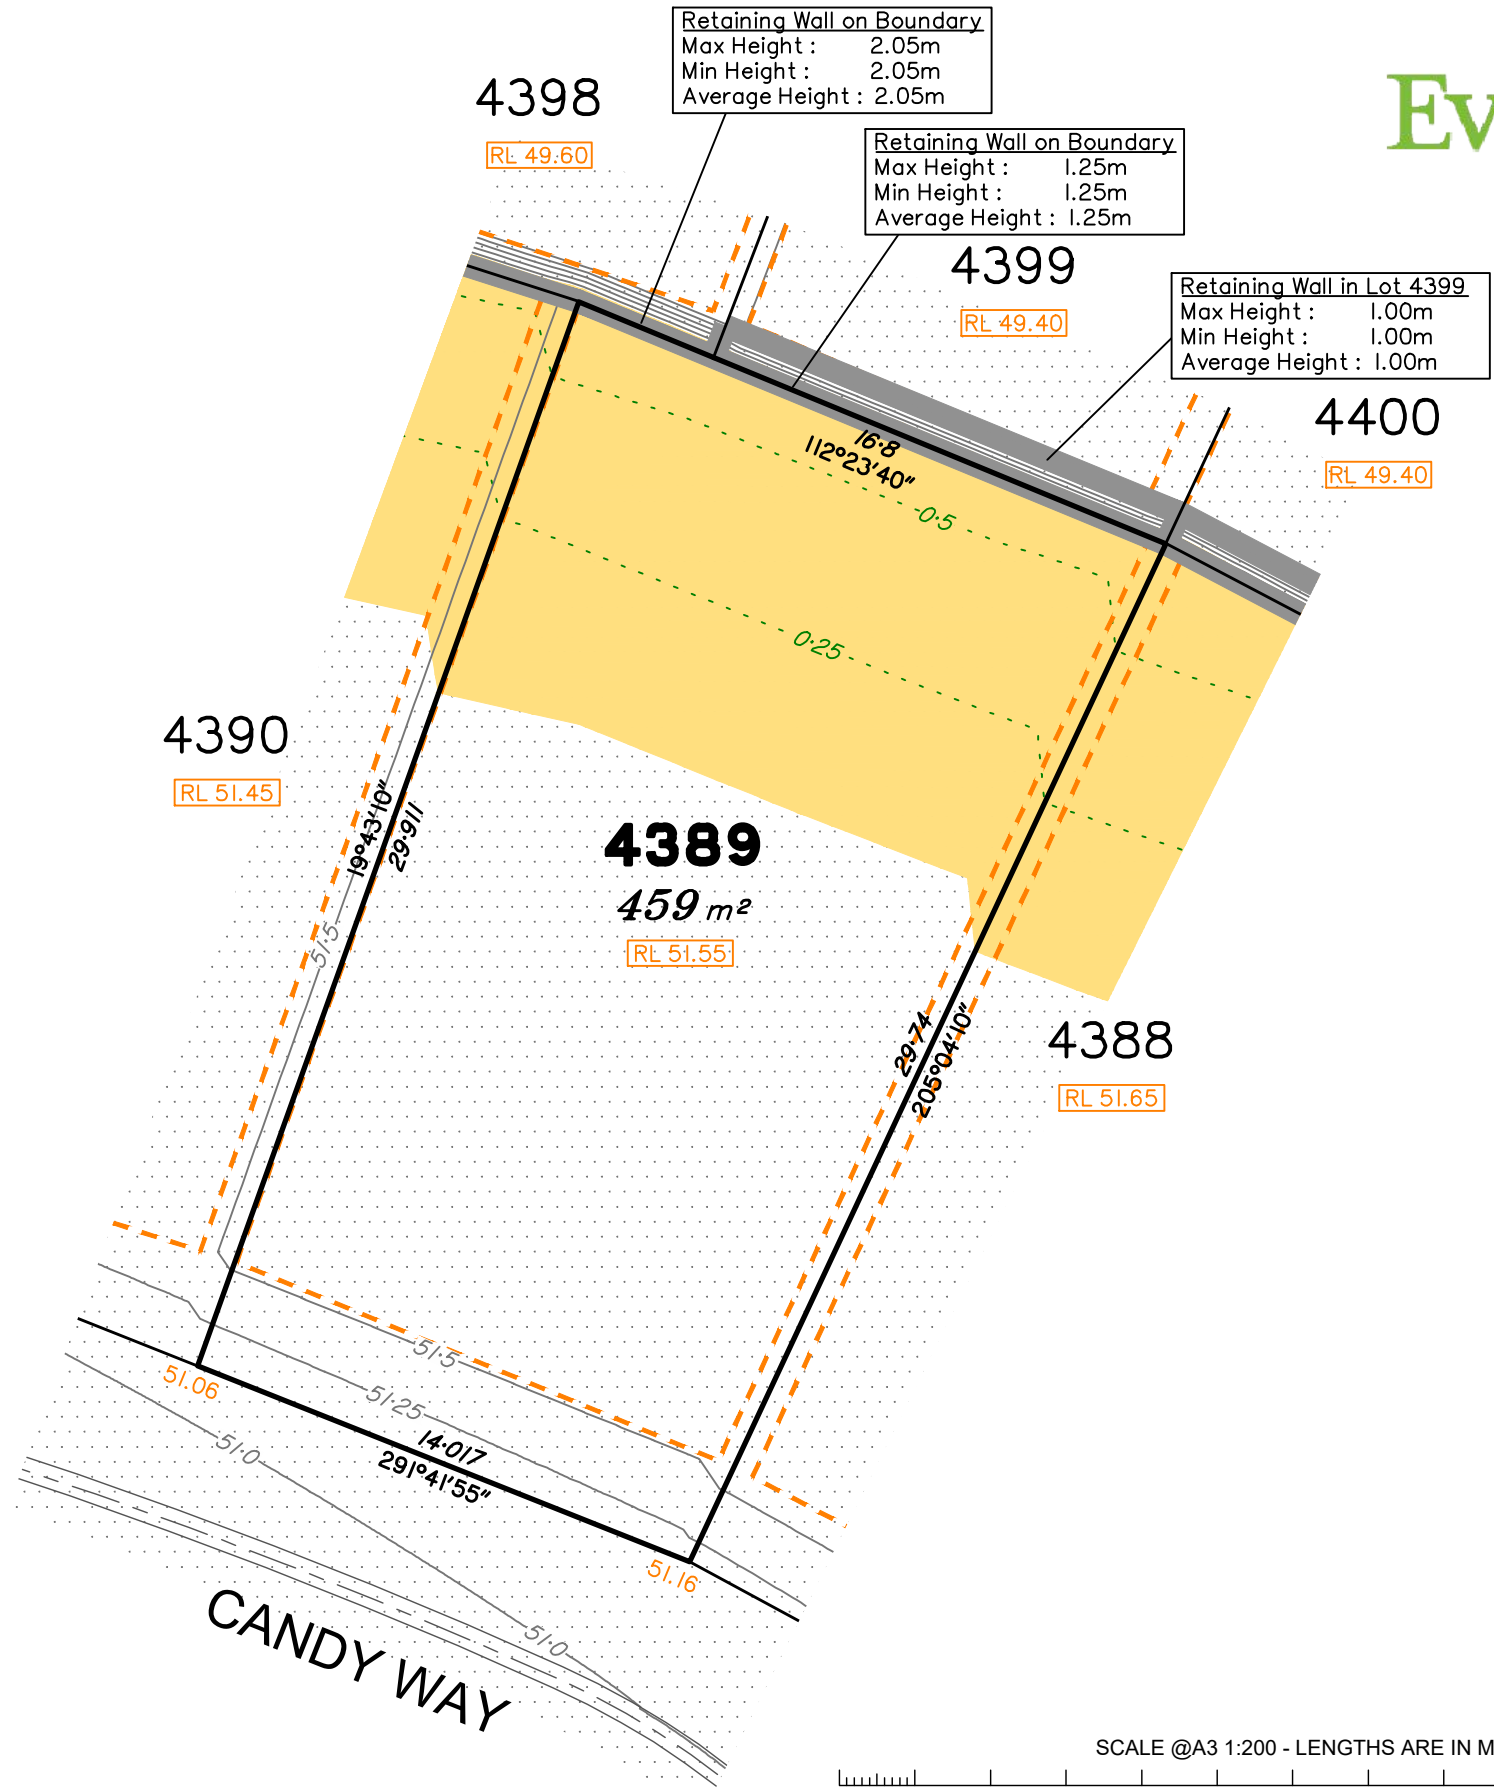 Retaining Wall on Boundary
Max Height : 2.05m
Min Height : 2.05m
Average Height : 2.05m
4398
RL 49.60
Ev
Retaining Wall on Boundary
Max Height : 1.25m
Min Height : 1.25m
Average Height : 1.25m
4399
RL 49.40
Retaining Wall in Lot 4399
Max Height : 1.00m
Min Height : 1.00m
Average Height : 1.00m
4400
RL 49.40
16·8
112°23'40"
0·5
0·25
4390
RL 51.45
19°43'10"
29·911
4389
459 m²
RL 51.55
51·5
29·74
205°04'10"
4388
RL 51.65
51·5
51.06
51·25
51·0
14·017
291°41'55"
51.16
51·0
CANDY WAY
SCALE @A3 1:200 - LENGTHS ARE IN M